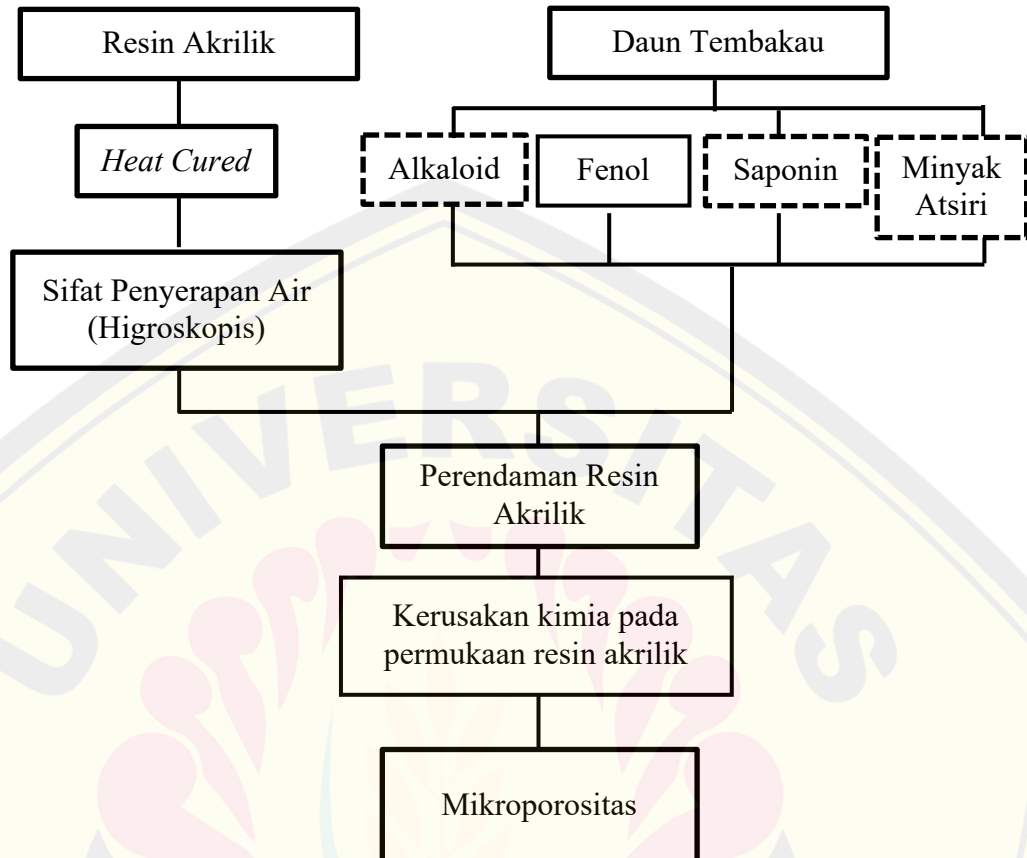 Resin Akrilik
Daun Tembakau
Heat Cured
Alkaloid
Fenol
Saponin
Minyak
Atsiri
Sifat Penyerapan Air
(Higroskopis)
Perendaman Resin
Akrilik
Kerusakan kimia pada
permukaan resin akrilik
Mikroporositas
UNIVERSITAS